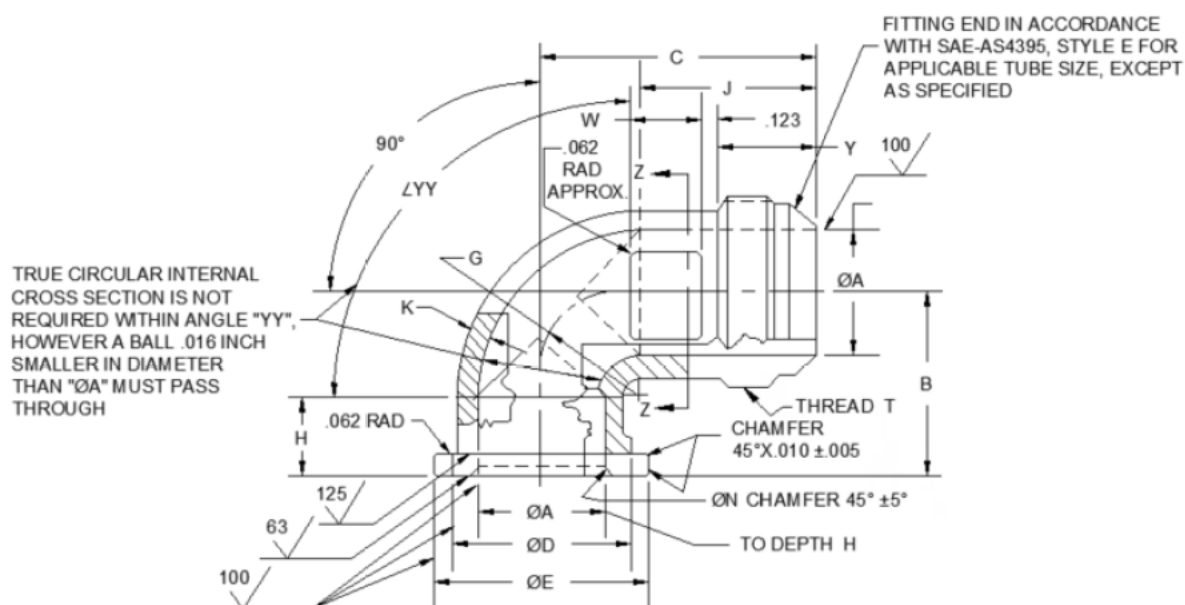 FITTING END IN ACCORDANCE
WITH SAE-AS4395, STYLE E FOR
APPLICABLE TUBE SIZE, EXCEPT
AS SPECIFIED
C
J
W
.123
Y
100
90°
.062
RAD
APPROX.
Z
∠YY
G
ØA
TRUE CIRCULAR INTERNAL
CROSS SECTION IS NOT
REQUIRED WITHIN ANGLE "YY",
HOWEVER A BALL .016 INCH
SMALLER IN DIAMETER
THAN "ØA" MUST PASS
THROUGH
K
B
H
.062 RAD
Z
THREAD T
CHAMFER
45°X.010 ±.005
125
ØA
ØN CHAMFER 45° ±5°
63
ØD
TO DEPTH H
100
ØE